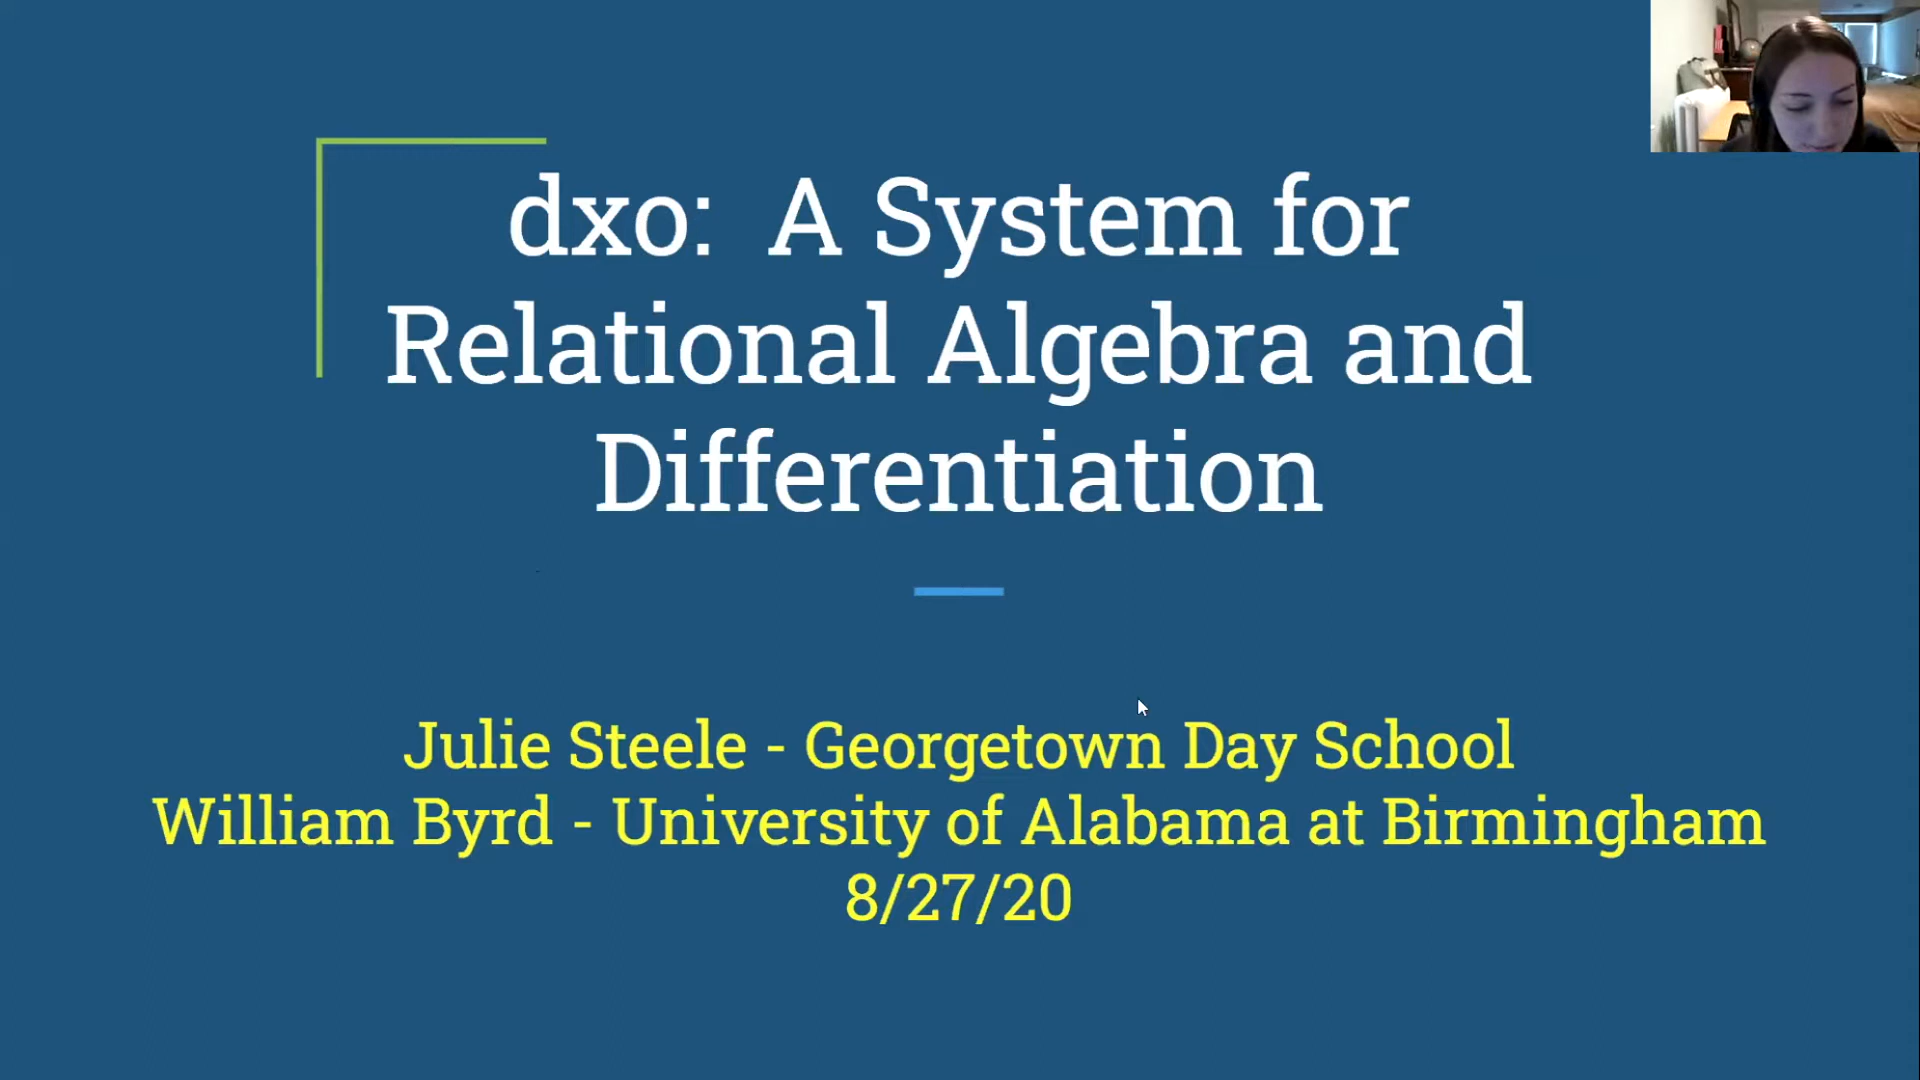 dxo: A System for
Relational Algebra and
Differentiation
Julie Steele - Georgetown Day School
William Byrd - University of Alabama at Birmingham
8/27/20